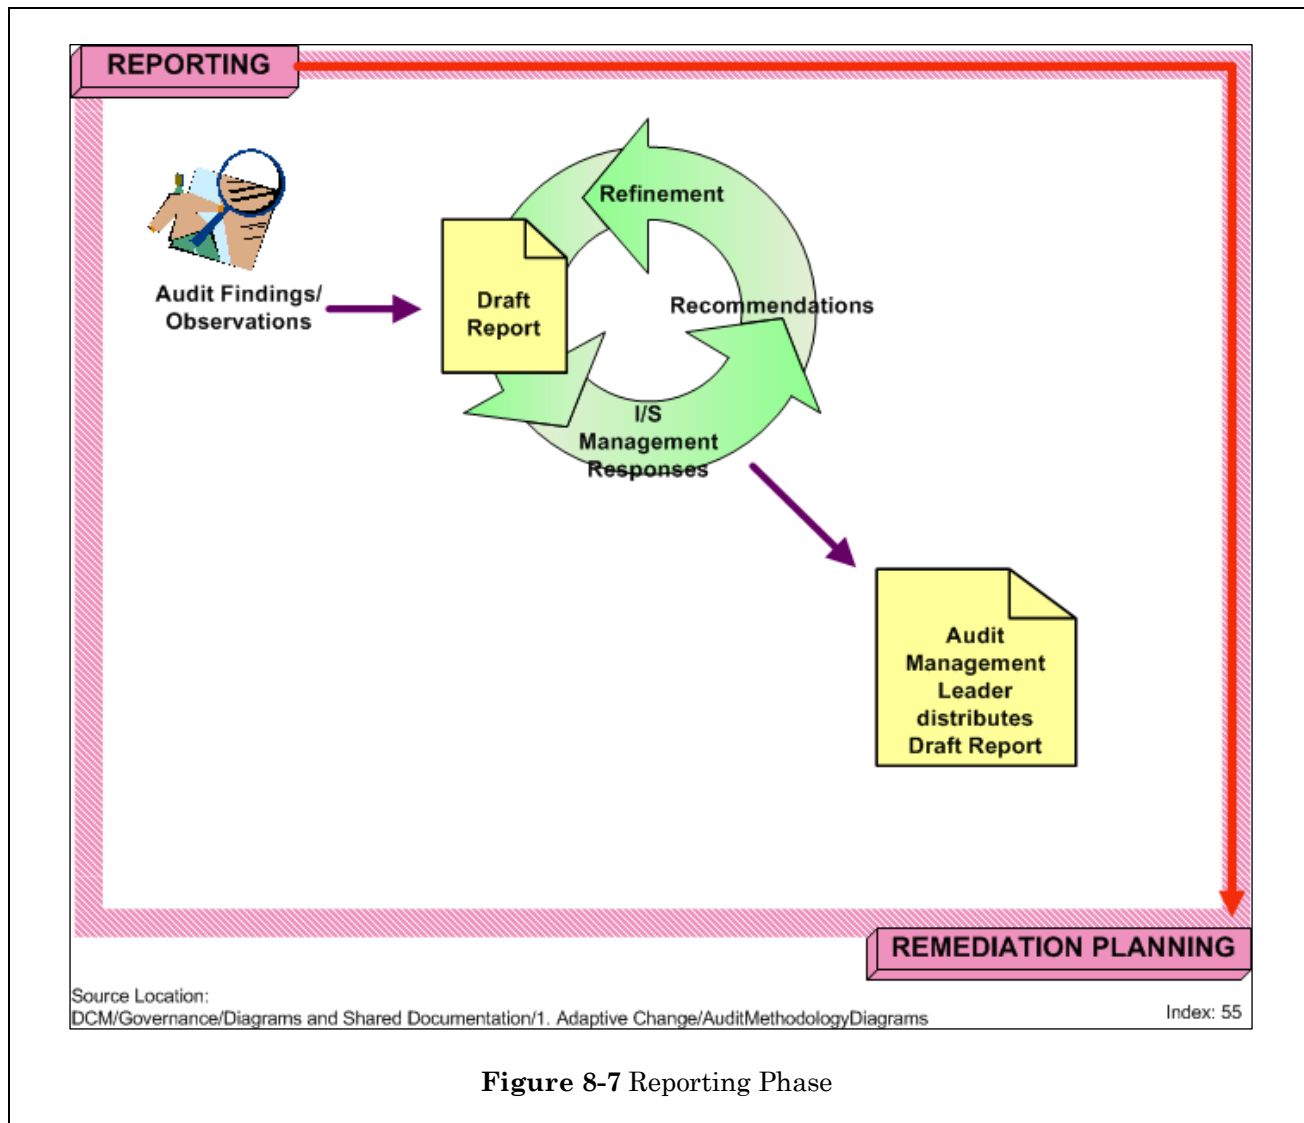 REPORTING
Refinement
Audit Findings/
Observations
Draft
Report
Recommendations
I/S
Management
Responses
Audit
Management
Leader
distributes
Draft Report
REMEDIATION PLANNING
Source Location:
DCM/Governance/Diagrams and Shared Documentation/1. Adaptive Change/AuditMethodologyDiagrams
Index: 55
Figure 8-7 Reporting Phase